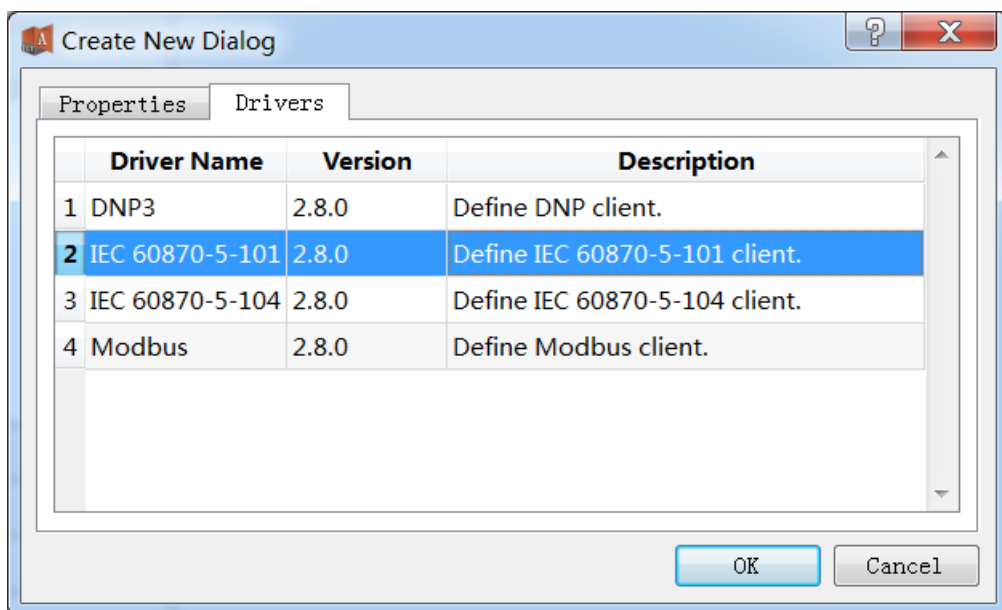 Create New Dialog
Properties Drivers
Driver Name Version Description
1 DNP3 2.8.0 Define DNP client.
2 IEC 60870-5-101 2.8.0 Define IEC 60870-5-101 client.
3 IEC 60870-5-104 2.8.0 Define IEC 60870-5-104 client.
4 Modbus 2.8.0 Define Modbus client.
OK Cancel